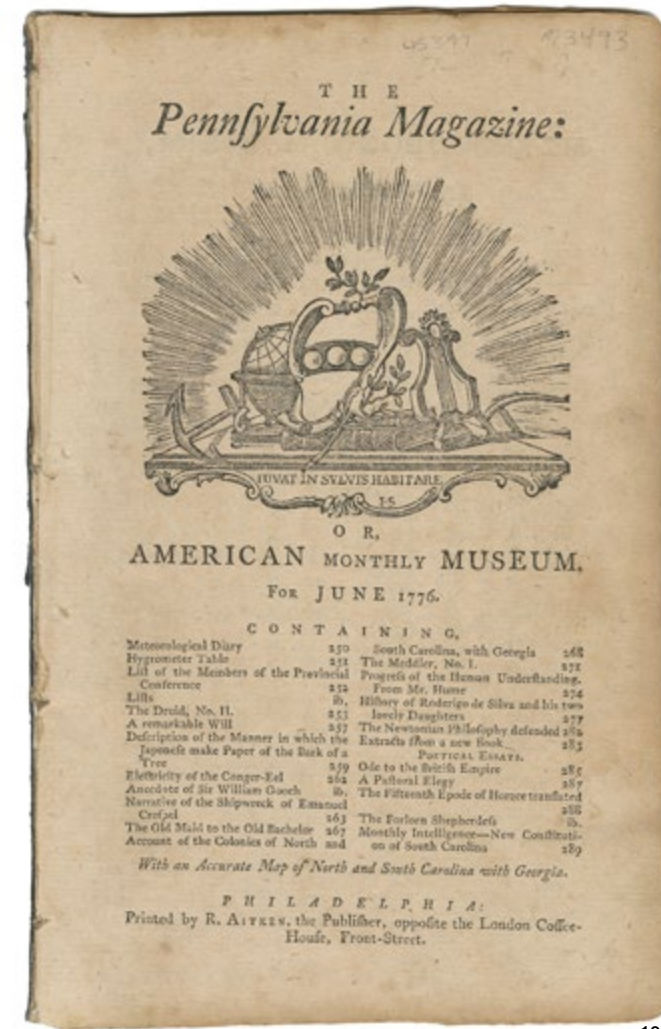 45397
93493
T H E
Pennſylvania Magazine:
IUVAT IN SYLVIS HABITARE
I·S
O R,
AMERICAN MONTHLY MUSEUM.
For JUNE 1776.
C O N T A I N I N G,
Meteorological Diary 250
Hygrometer Table 251
Liſt of the Members of the Provincial
Conference 252
Liſts ib.
The Druid, No. II. 253
A remarkable Will 257
Deſcription of the Manner in which the
Japoneſe make Paper of the Bark of a
Tree 259
Electricity of the Conger-Eel 262
Anecdote of Sir William Gooch ib.
Narrative of the Shipwreck of Emanuel
Creſpel 263
The Old Maid to the Old Bachelor 267
Account of the Colonies of North and
South Carolina, with Georgia 268
The Meddler, No. I. 271
Progreſs of the Human Underſtanding.
From Mr. Hume 274
Hiſtory of Roderigo de Silva and his two
lovely Daughters 277
The Newtonian Philoſophy defended 282
Extracts from a new Book 283
POETICAL ESSAYS.
Ode to the Britiſh Empire 285
A Paſtoral Elegy 287
The Fifteenth Epode of Horace tranſlated
288
The Forlorn Shepherdeſs ib.
Monthly Intelligence—New Conſtituti-
on of South Carolina 289
With an Accurate Map of North and South Carolina with Georgia.
P H I L A D E L P H I A:
Printed by R. AITKEN, the Publiſher, oppoſite the London Coffee-
Houſe, Front-Street.